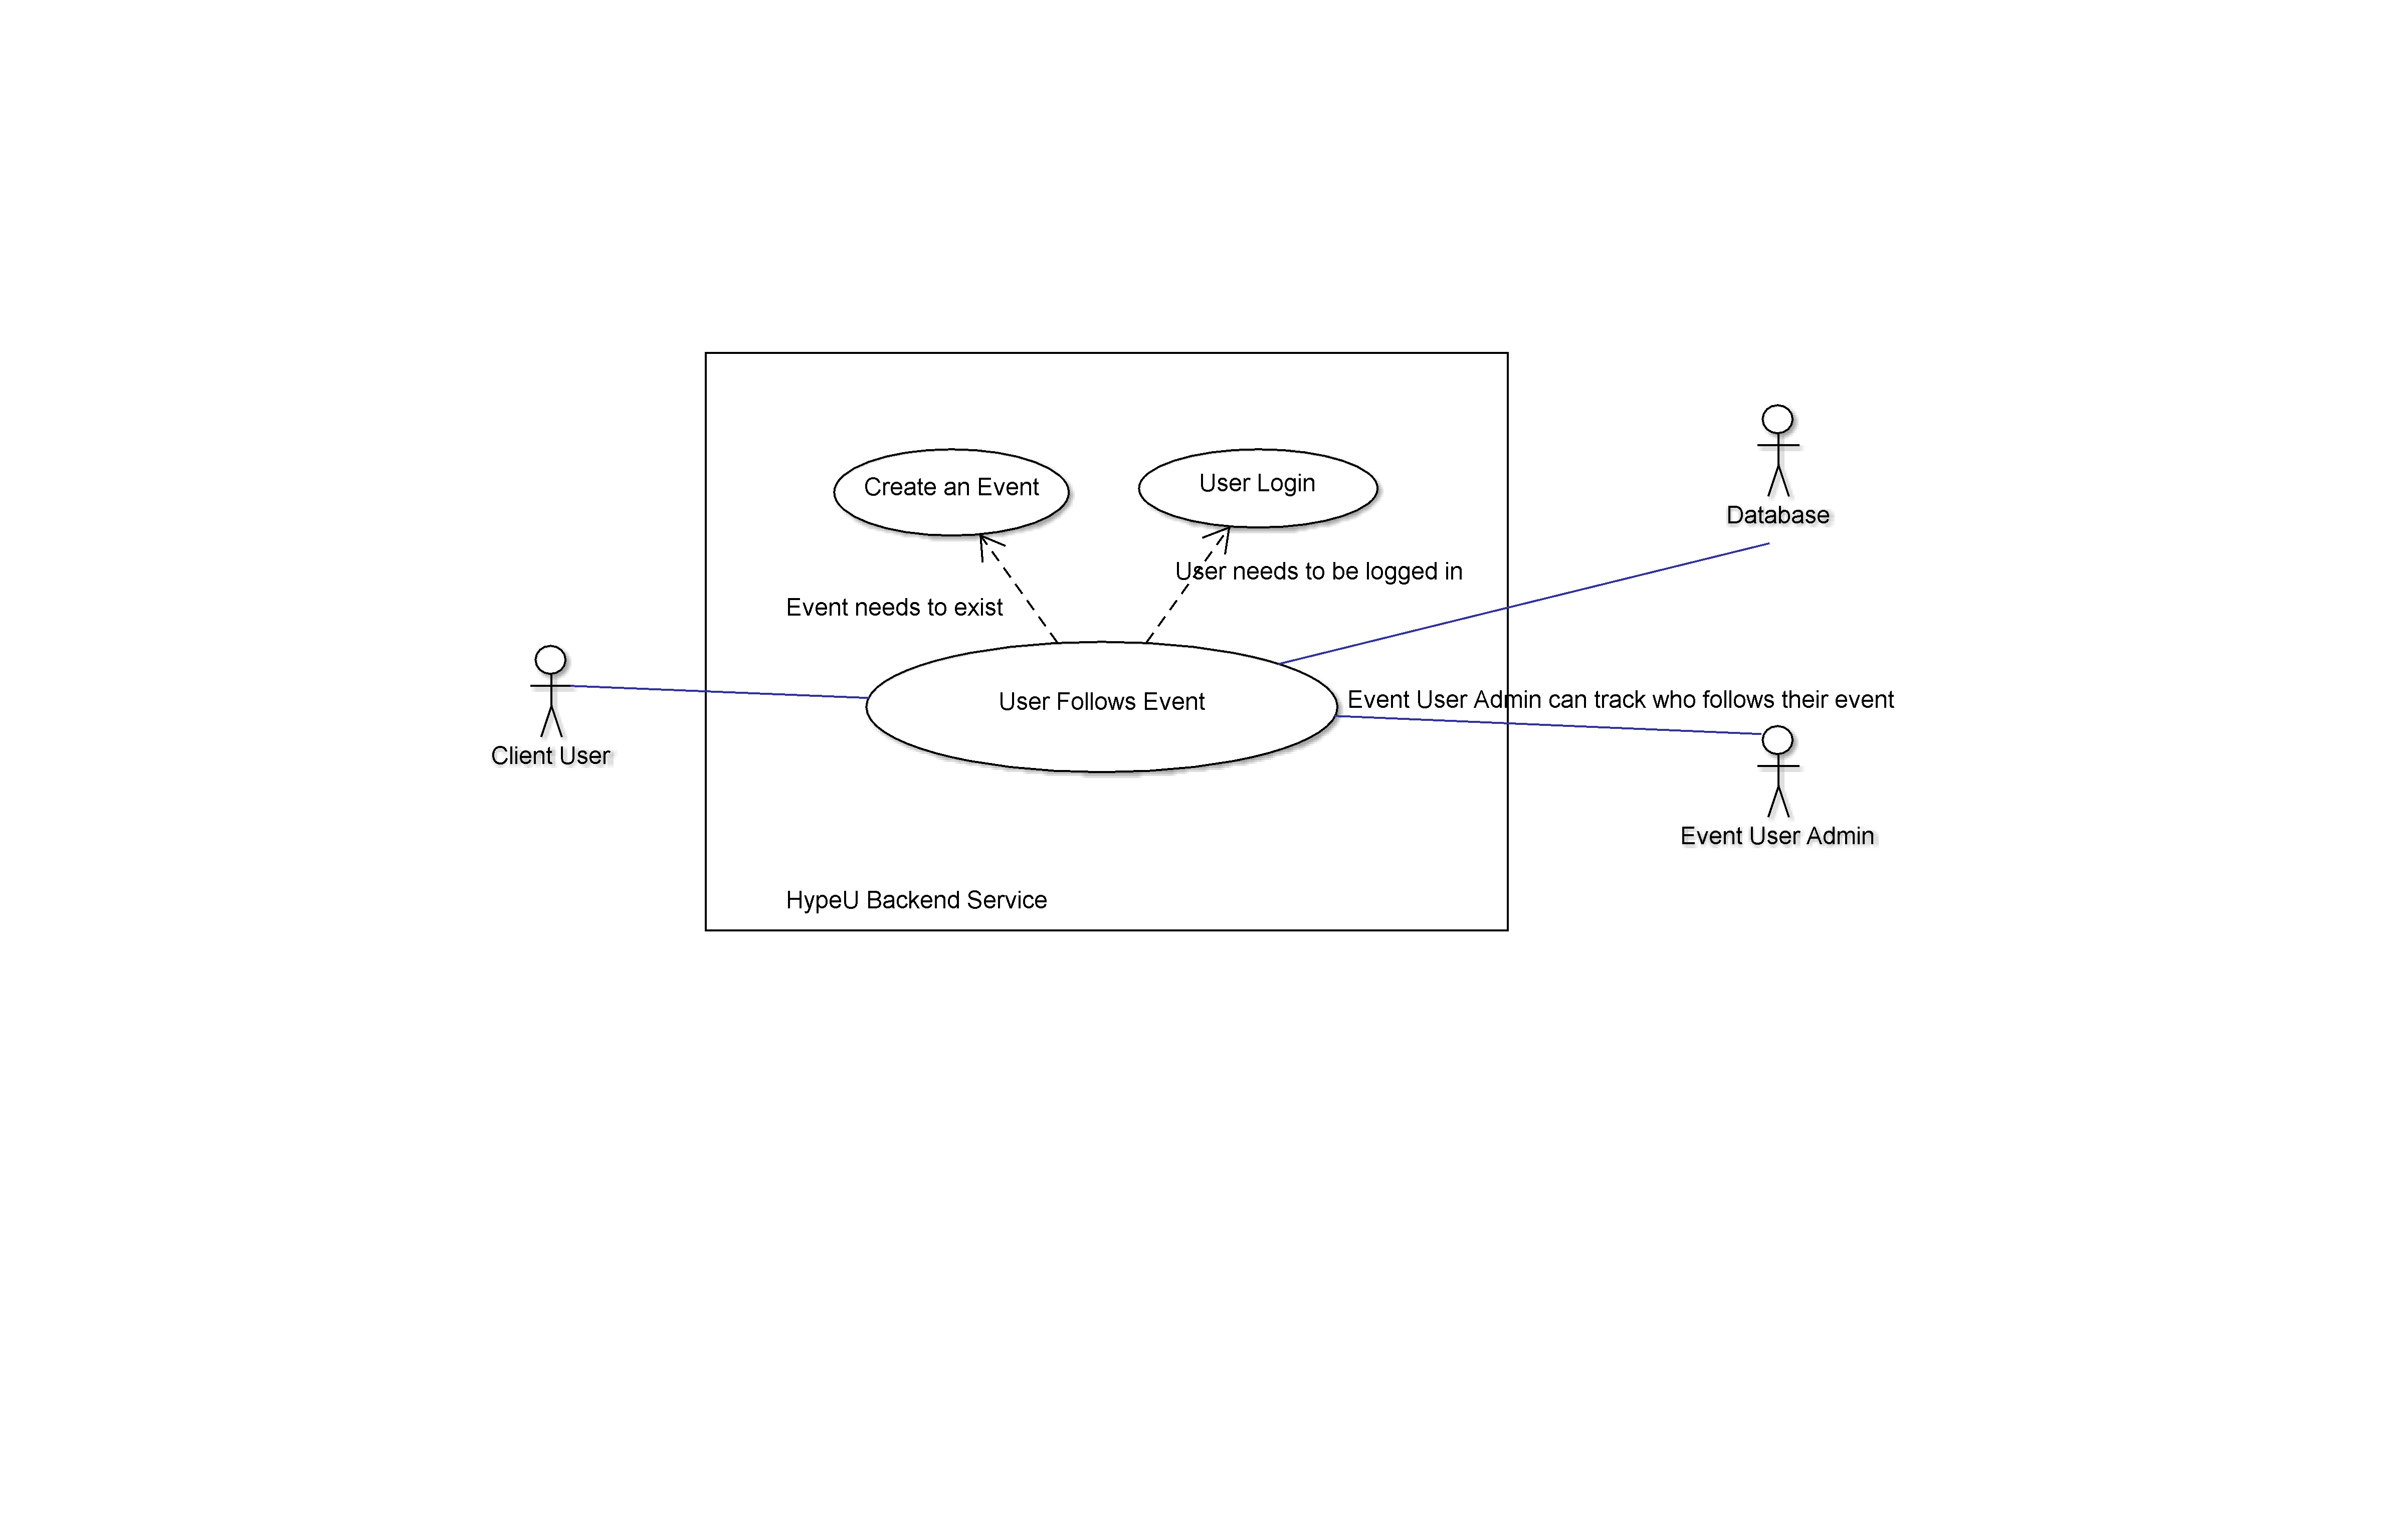 Create an Event
User Login
Database
User needs to be logged in
Event needs to exist
User Follows Event
Event User Admin can track who follows their event
Client User
Event User Admin
HypeU Backend Service